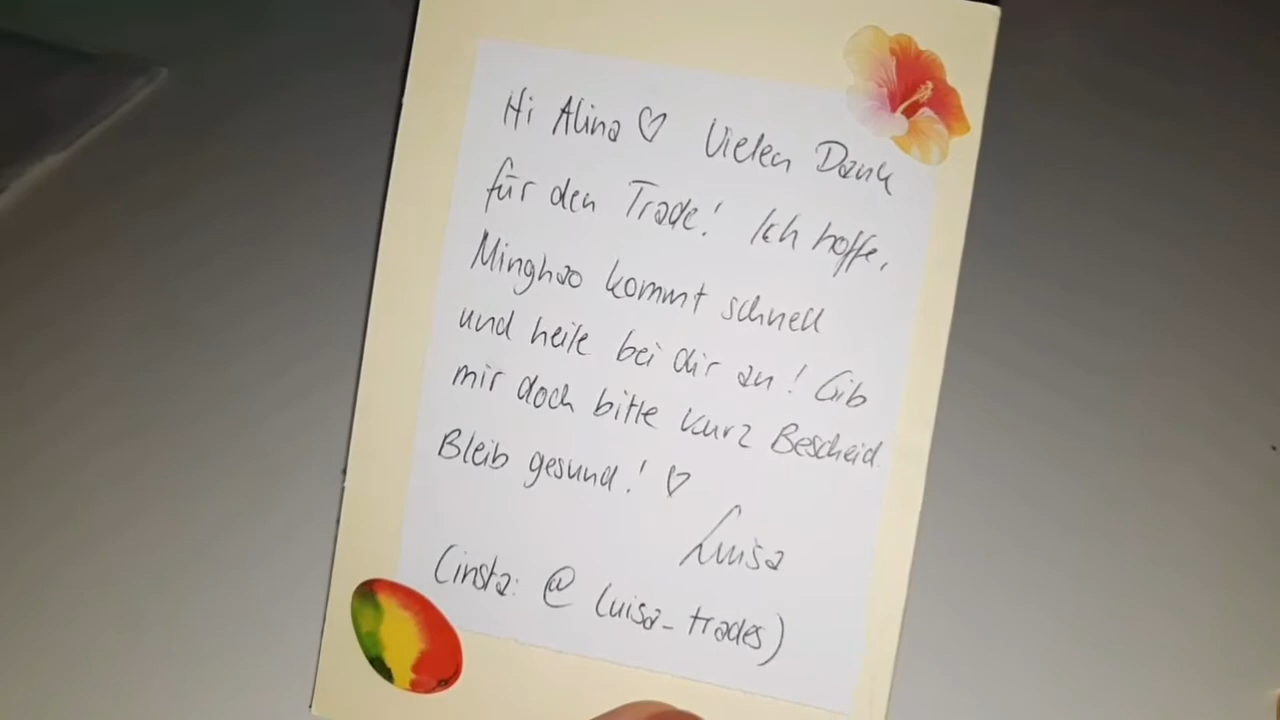 Hi Alina ♡ Vielen Dank
für den Trade! Ich hoffe,
Minghao kommt schnell
und heile bei dir an! Gib
mir doch bitte kurz Bescheid.
Bleib gesund! ♡
Luisa
(insta: @ luisa_trades)